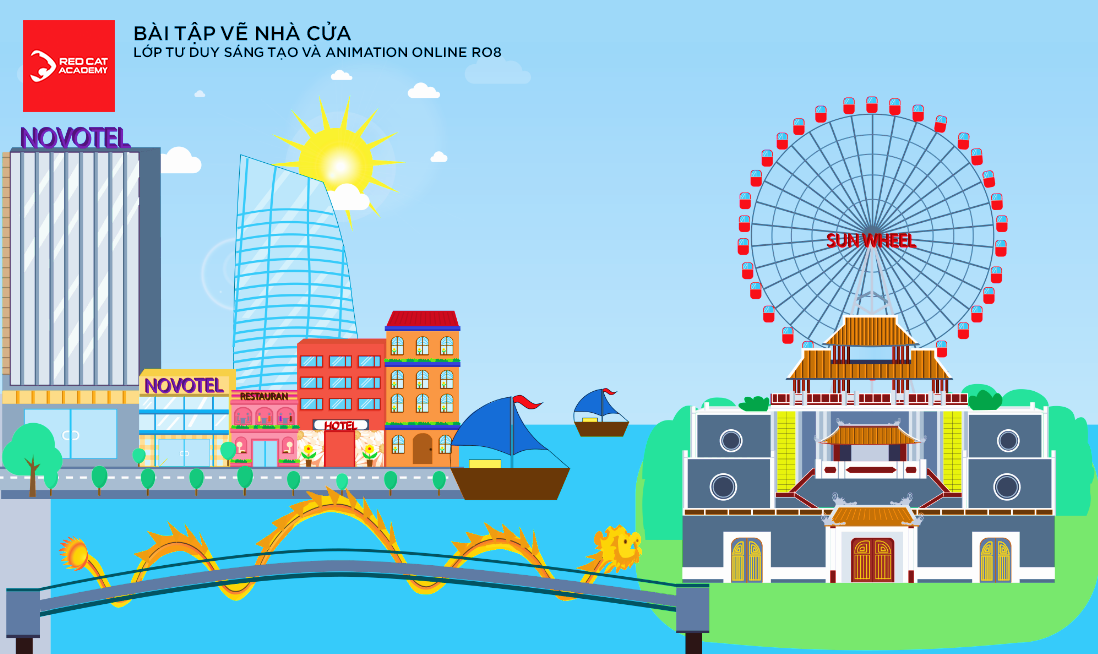 RED CAT
ACADEMY
BÀI TẬP VẼ NHÀ CỬA
LỚP TƯ DUY SÁNG TẠO VÀ ANIMATION ONLINE RO8
NOVOTEL
SUN WHEEL
NOVOTEL
RESTAURAN
HOTEL